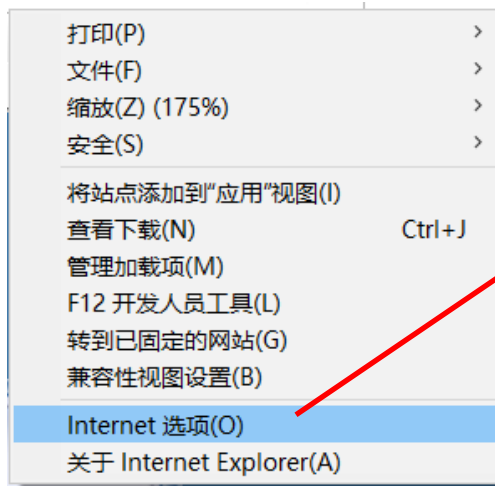 打印(P)
文件(F)
缩放(Z) (175%)
安全(S)
将站点添加到“应用”视图(I)
查看下载(N) Ctrl+J
管理加载项(M)
F12 开发人员工具(L)
转到已固定的网站(G)
兼容性视图设置(B)
Internet 选项(O)
关于 Internet Explorer(A)